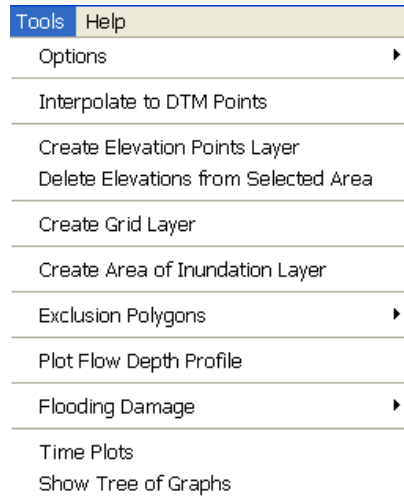 Tools Help
Options
Interpolate to DTM Points
Create Elevation Points Layer
Delete Elevations from Selected Area
Create Grid Layer
Create Area of Inundation Layer
Exclusion Polygons
Plot Flow Depth Profile
Flooding Damage
Time Plots
Show Tree of Graphs